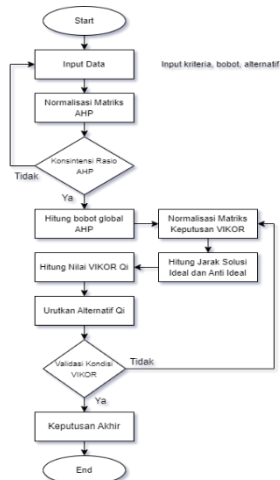 Start
Input Data
Input kriteria, bobot, alternatif
Normalisasi Matriks
AHP
Konsintensi Rasio
AHP
Tidak
Ya
Hitung bobot global
AHP
Normalisasi Matriks
Keputusan VIKOR
Hitung Jarak Solusi
Ideal dan Anti Ideal
Hitung Nilai VIKOR Qi
Urutkan Alternatif Qi
Validasi Kondisi
VIKOR
Tidak
Ya
Keputusan Akhir
End